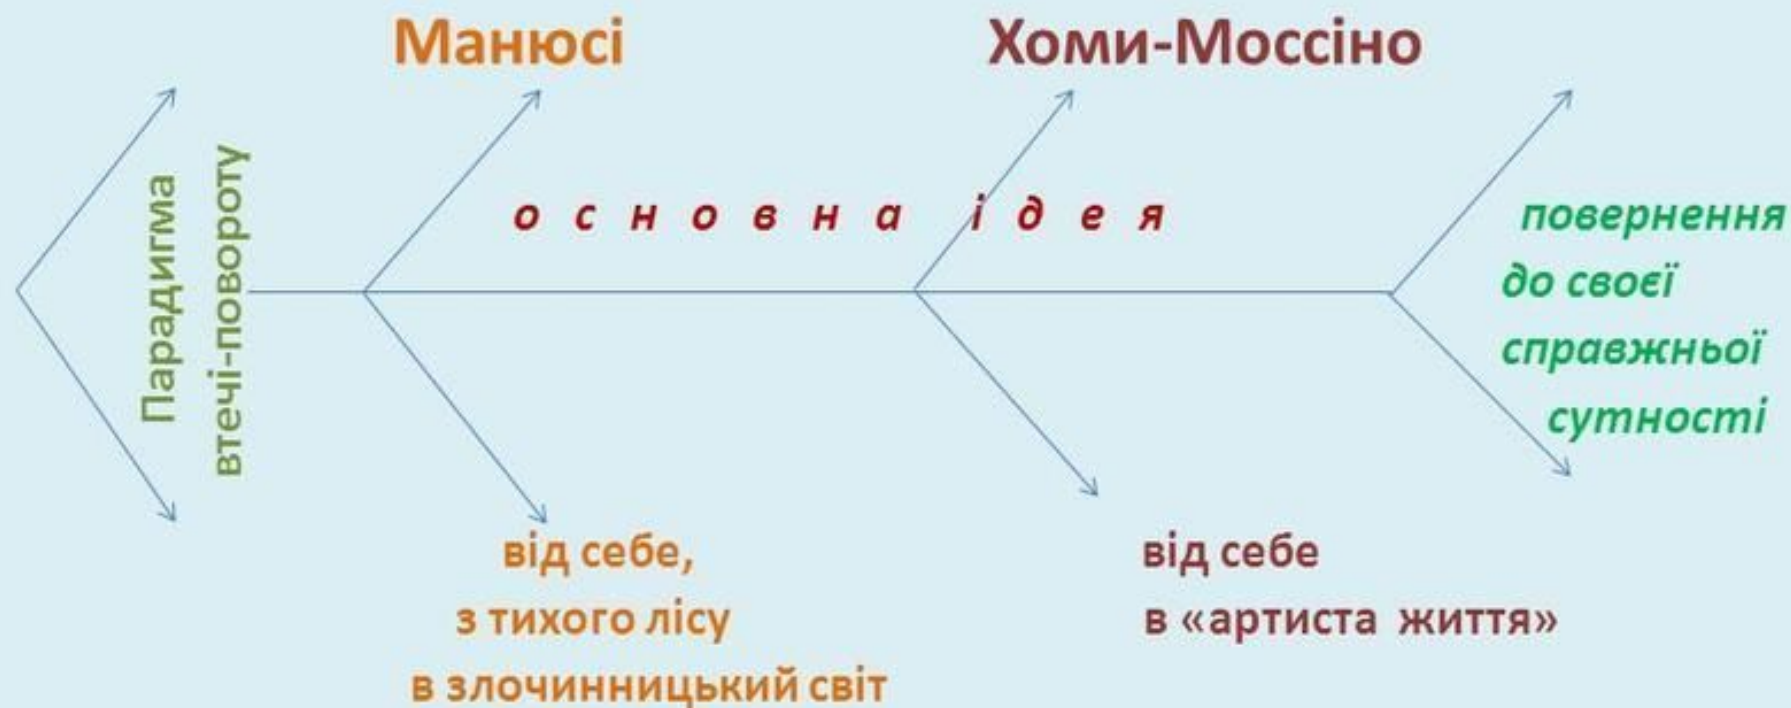 Манюсі
Хоми-Моссіно
Парадигма
втечі-повороту
о с н о в н а і д е я
повернення
до своєї
справжньої
сутності
від себе,
з тихого лісу
в злочинницький світ
від себе
в «артиста життя»